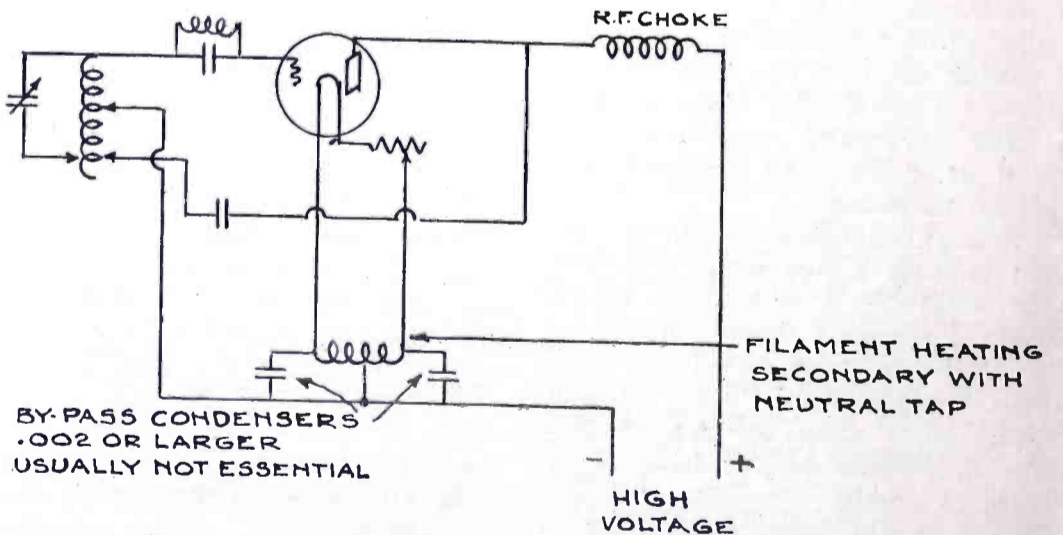 R.F. CHOKE
FILAMENT HEATING
SECONDARY WITH
NEUTRAL TAP
BY-PASS CONDENSERS
.002 OR LARGER
USUALLY NOT ESSENTIAL
- +
HIGH
VOLTAGE